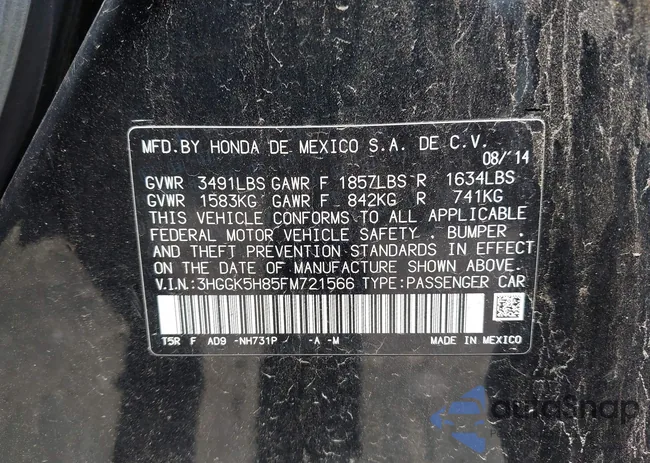 MFD.BY HONDA DE MEXICO S.A. DE C.V.
08/'14
GVWR 3491LBS GAWR F 1857LBS R 1634LBS
GVWR 1583KG GAWR F 842KG R 741KG
THIS VEHICLE CONFORMS TO ALL APPLICABLE
FEDERAL MOTOR VEHICLE SAFETY . BUMPER .
AND THEFT PREVENTION STANDARDS IN EFFECT
ON THE DATE OF MANUFACTURE SHOWN ABOVE.
V.I.N.:3HGGK5H85FM721566 TYPE:PASSENGER CAR
T5R F AD9 -NH731P / -A -M MADE IN MEXICO
autoSnap